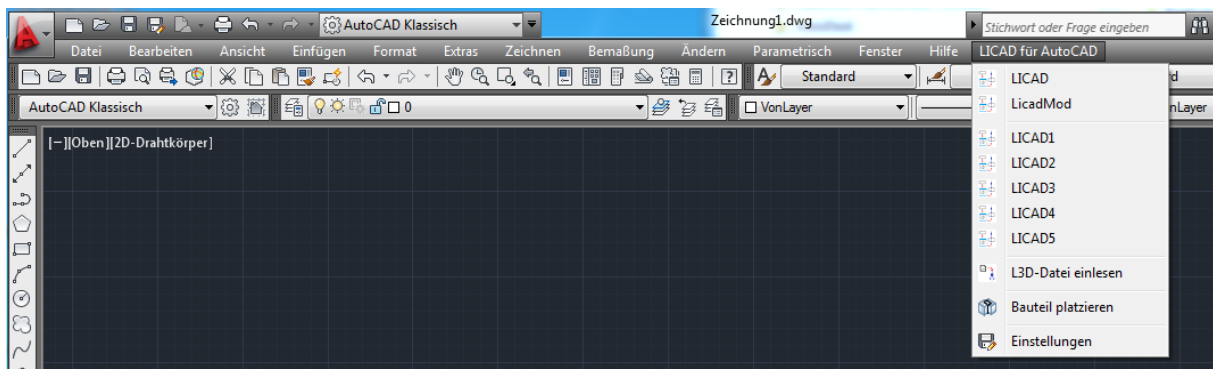 AutoCAD Klassisch Zeichnung1.dwg Stichwort oder Frage eingeben
Datei Bearbeiten Ansicht Einfügen Format Extras Zeichnen Bemaßung Ändern Parametrisch Fenster Hilfe LICAD für AutoCAD
Standard
AutoCAD Klassisch 0 VonLayer nLayer
[−][Oben][2D-Drahtkörper]
LICAD
LicadMod
LICAD1
LICAD2
LICAD3
LICAD4
LICAD5
L3D-Datei einlesen
Bauteil platzieren
Einstellungen